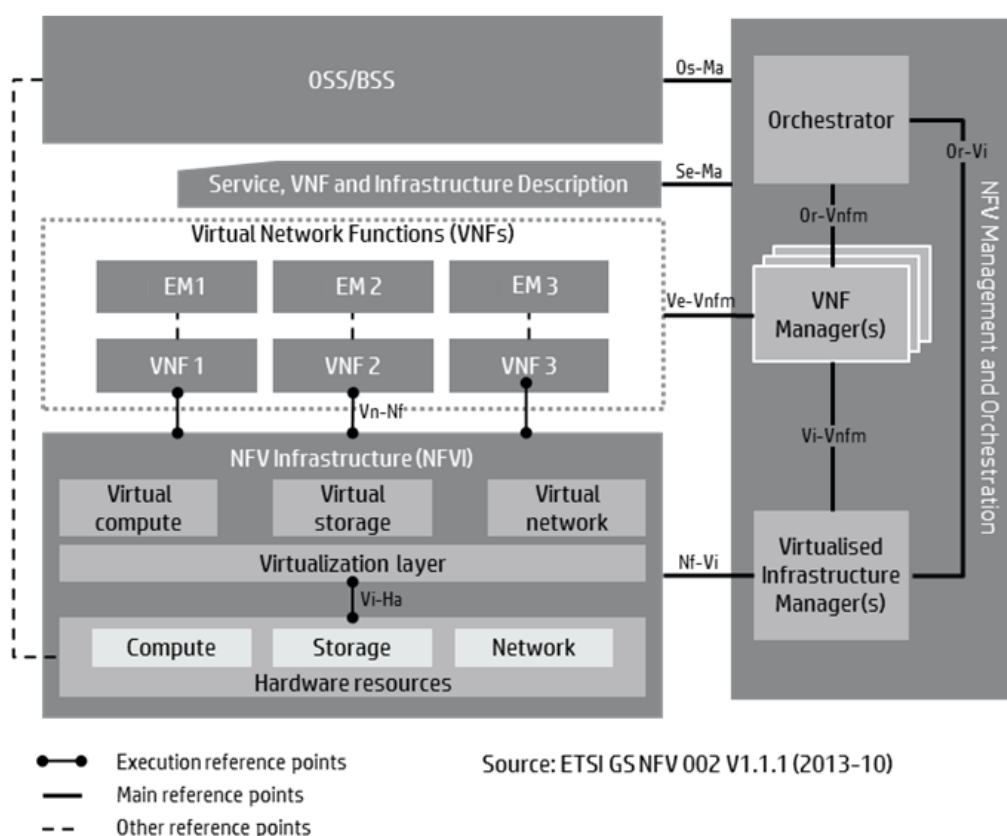 OSS/BSS
Os-Ma
Orchestrator
Or-Vi
Service, VNF and Infrastructure Description
Se-Ma
Or-Vnfm
Virtual Network Functions (VNFs)
EM1
EM 2
EM 3
Ve-Vnfm
VNF
Manager(s)
VNF 1
VNF 2
VNF 3
Vn-Nf
Vi-Vnfm
NFV Management and Orchestration
NFV Infrastructure (NFVI)
Virtual
compute
Virtual
storage
Virtual
network
Virtualization layer
Nf-Vi
Virtualised
Infrastructure
Manager(s)
Vi-Ha
Compute
Storage
Network
Hardware resources
Execution reference points
Main reference points
Other reference points
Source: ETSI GS NFV 002 V1.1.1 (2013-10)